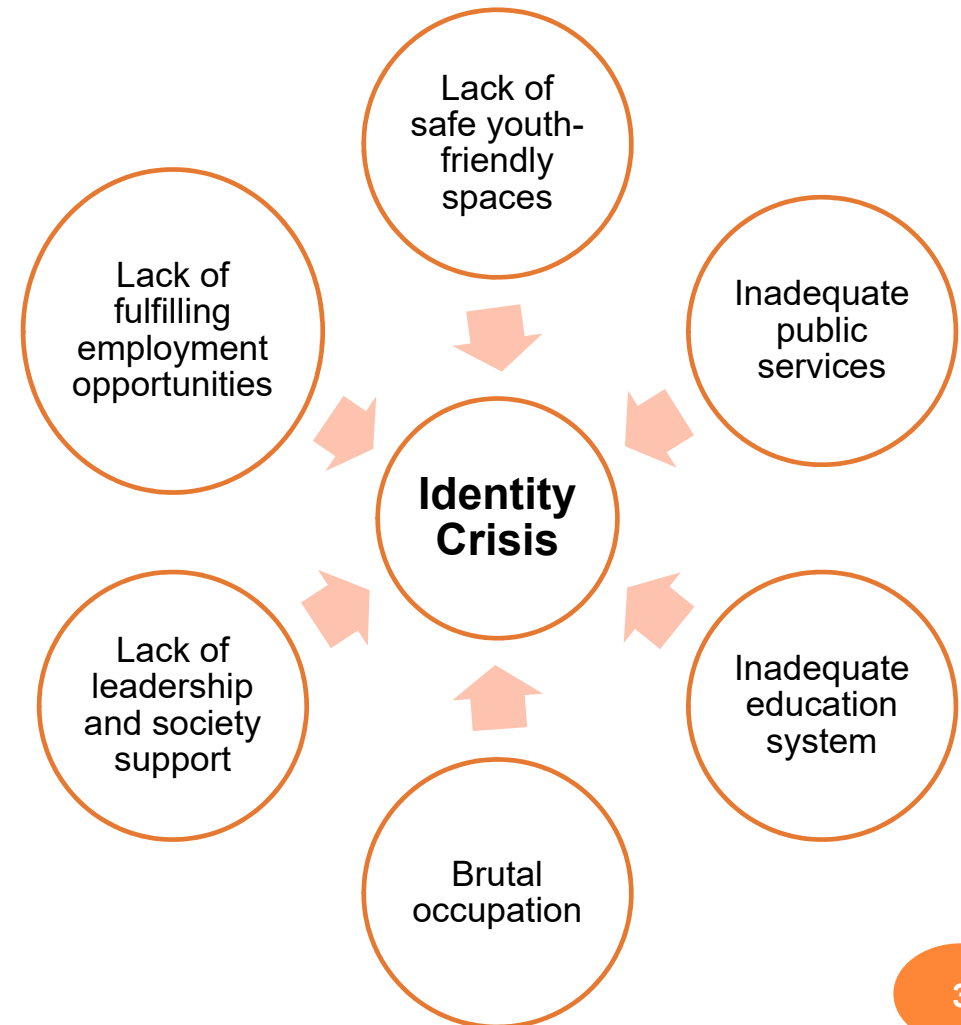 Lack of
safe youth-
friendly
spaces
Inadequate
public
services
Inadequate
education
system
Brutal
occupation
Lack of
leadership
and society
support
Lack of
fulfilling
employment
opportunities
Identity
Crisis